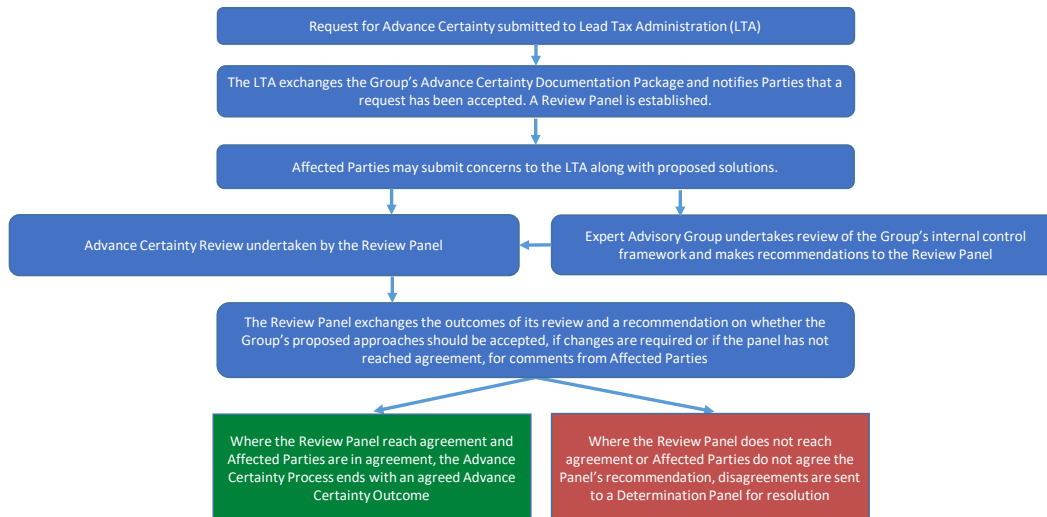 Request for Advance Certainty submitted to Lead Tax Administration (LTA)
The LTA exchanges the Group's Advance Certainty Documentation Package and notifies Parties that a
request has been accepted. A Review Panel is established.
Affected Parties may submit concerns to the LTA along with proposed solutions.
Advance Certainty Review undertaken by the Review Panel
Expert Advisory Group undertakes review of the Group's internal control
framework and makes recommendations to the Review Panel
The Review Panel exchanges the outcomes of its review and a recommendation on whether the
Group's proposed approaches should be accepted, if changes are required or if the panel has not
reached agreement, for comments from Affected Parties
Where the Review Panel reach agreement and
Affected Parties are in agreement, the Advance
Certainty Process ends with an agreed Advance
Certainty Outcome
Where the Review Panel does not reach
agreement or Affected Parties do not agree the
Panel's recommendation, disagreements are sent
to a Determination Panel for resolution